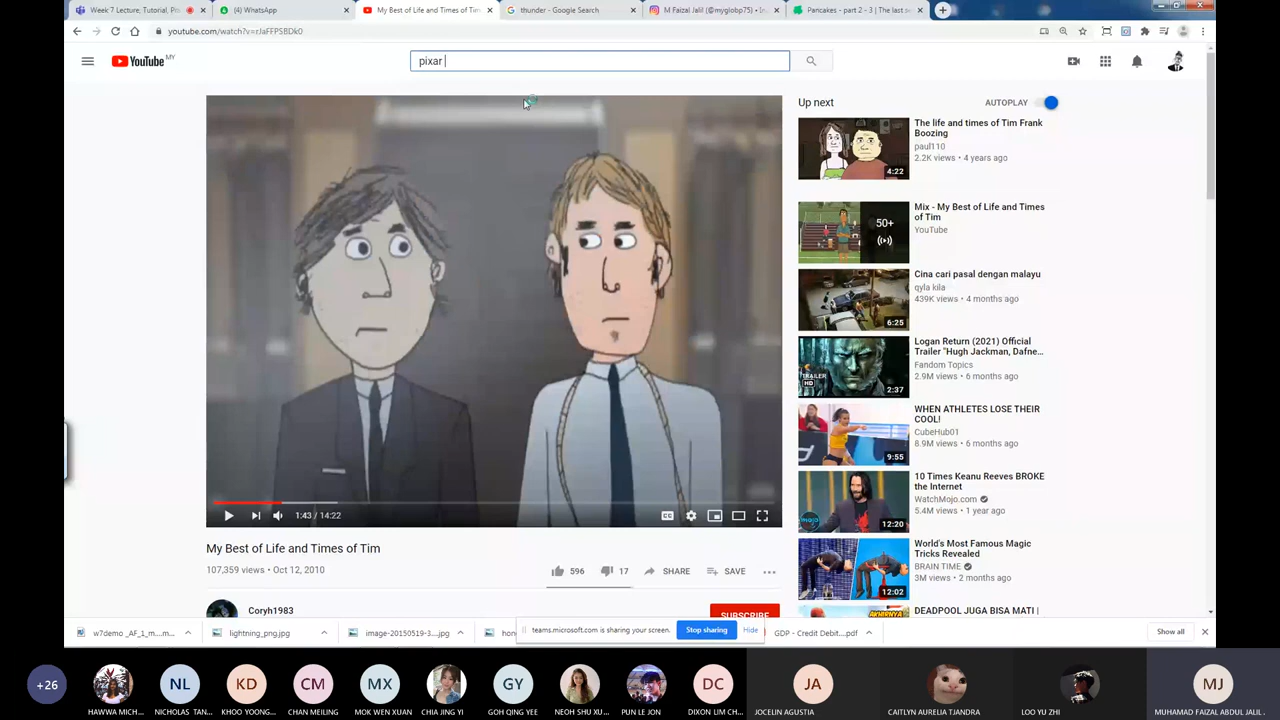 Week 7 Lecture, Tutorial, Pr
(4) WhatsApp
My Best of Life and Times of Tim
thunder - Google Search
M Faizal Jalil (@myglobp75) • In
Pancakes - part 2 - 3 | The last s
youtube.com/watch?v=rJaFFPSBDk0
YouTube MY
pixar
Up next
AUTOPLAY
The life and times of Tim Frank
Boozing
paul110
2.2K views • 4 years ago
4:22
Mix - My Best of Life and Times
of Tim
YouTube
50+
Cina cari pasal dengan malayu
qyla kila
439K views • 4 months ago
6:25
Logan Return (2021) Official
Trailer "Hugh Jackman, Dafne...
Fandom Topics
2.9M views • 6 months ago
TRAILER
HD
2:37
WHEN ATHLETES LOSE THEIR
COOL!
CubeHub01
8.9M views • 6 months ago
9:55
10 Times Keanu Reeves BROKE
the Internet
WatchMojo.com
5.4M views • 1 year ago
12:20
World's Most Famous Magic
Tricks Revealed
BRAIN TIME
3M views • 2 months ago
12:02
DEADPOOL JUGA BISA MATI |
1:43 / 14:22
My Best of Life and Times of Tim
107,359 views • Oct 12, 2010
596
17
SHARE
SAVE
Coryh1983
SUBSCRIBE
w7demo _AF_1_m....m...
lightning_png.jpg
image-20150519-3....jpg
hon
teams.microsoft.com is sharing your screen.
Stop sharing
Hide
GDP - Credit Debit....pdf
Show all
+26
NL
KD
CM
MX
GY
DC
JA
MJ
HAWWA MICH...
NICHOLAS TAN...
KHOO YOONG...
CHAN MEILING
MOK WEN XUAN
CHIA JING YI
GOH QING YEE
NEOH SHU XU...
PUN LE JON
DIXON LIM CH...
JOCELIN AGUSTIA
CAITLYN AURELIA TJANDRA
LOO YU ZHI
MUHAMAD FAIZAL ABDUL JALIL